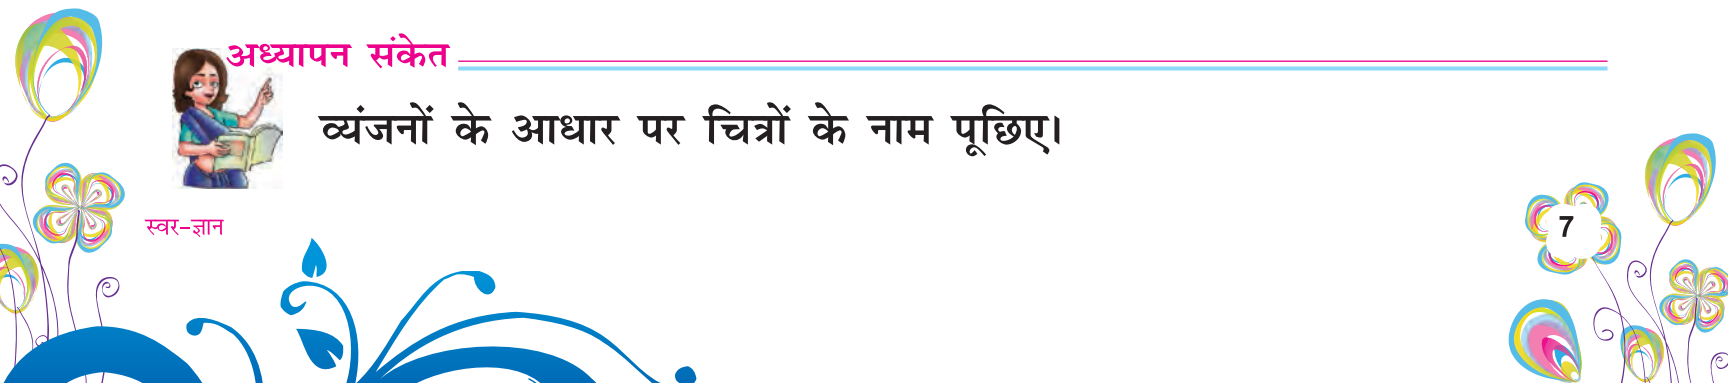 अध्यापन संकेत
व्यंजनों के आधार पर चित्रों के नाम पूछिए।
स्वर-ज्ञान
7